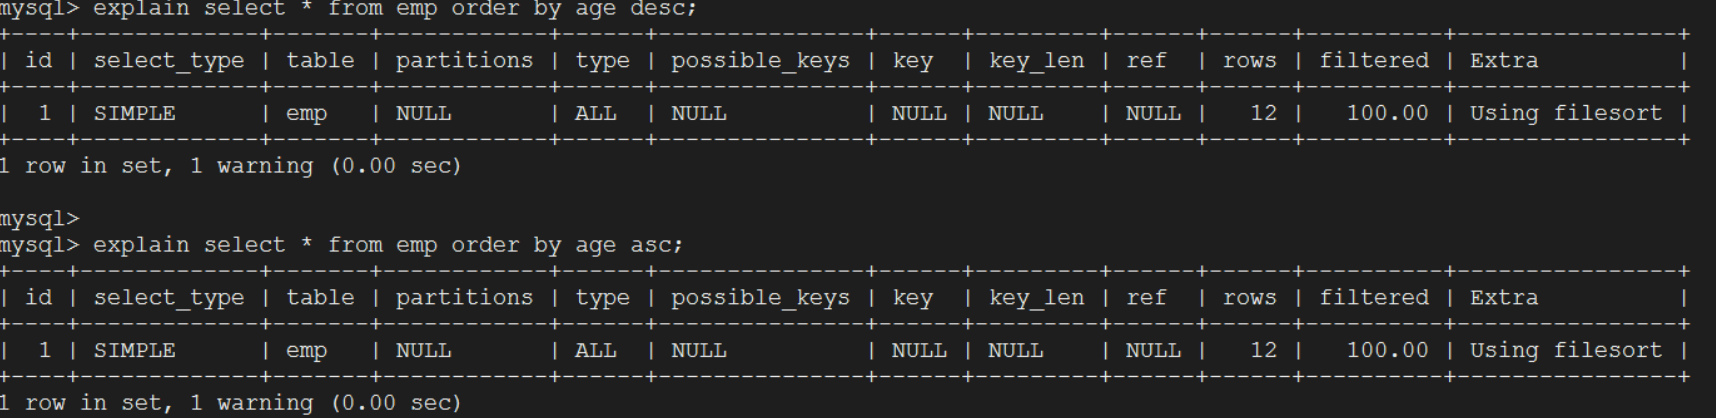 mysql> explain select * from emp order by age desc;
+----+-------------+-------+------------+------+---------------+------+---------+------+------+----------+----------------+
| id | select_type | table | partitions | type | possible_keys | key  | key_len | ref  | rows | filtered | Extra          |
+----+-------------+-------+------------+------+---------------+------+---------+------+------+----------+----------------+
|  1 | SIMPLE      | emp   | NULL       | ALL  | NULL          | NULL | NULL    | NULL |   12 |   100.00 | Using filesort |
+----+-------------+-------+------------+------+---------------+------+---------+------+------+----------+----------------+
1 row in set, 1 warning (0.00 sec)
mysql>
mysql> explain select * from emp order by age asc;
+----+-------------+-------+------------+------+---------------+------+---------+------+------+----------+----------------+
| id | select_type | table | partitions | type | possible_keys | key  | key_len | ref  | rows | filtered | Extra          |
+----+-------------+-------+------------+------+---------------+------+---------+------+------+----------+----------------+
|  1 | SIMPLE      | emp   | NULL       | ALL  | NULL          | NULL | NULL    | NULL |   12 |   100.00 | Using filesort |
+----+-------------+-------+------------+------+---------------+------+---------+------+------+----------+----------------+
1 row in set, 1 warning (0.00 sec)